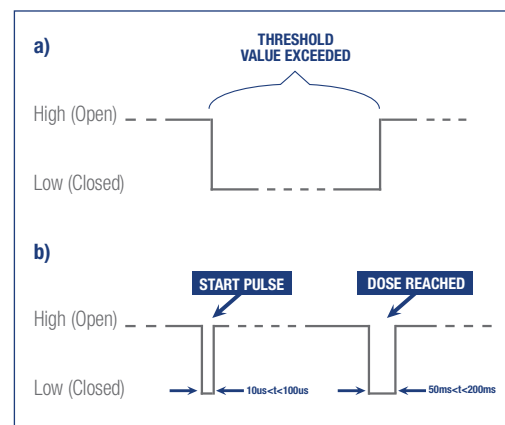 a)
THRESHOLD
VALUE EXCEEDED
High (Open)
Low (Closed)
b)
START PULSE
DOSE REACHED
High (Open)
Low (Closed)
10us<t<100us
50ms<t<200ms